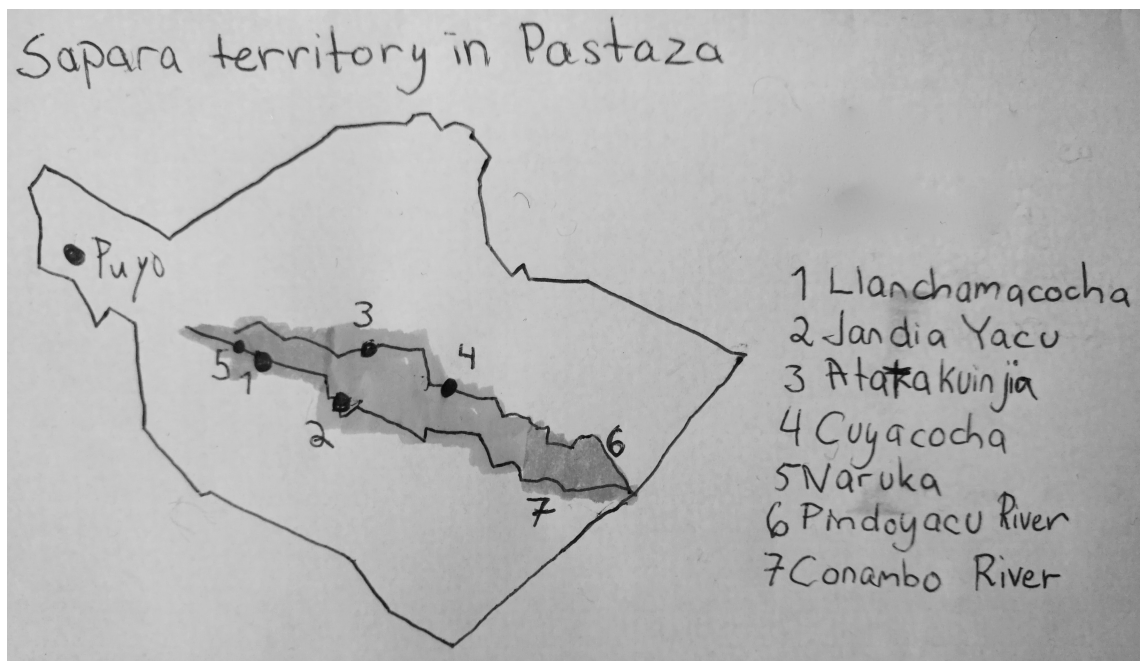 Sapara territory in Pastaza
Puyo
3
4
5
1
2
6
7
1 Llanchamacocha
2 Jandia Yacu
3 Atatakuinjia
4 Cuyacocha
5 Naruka
6 Pindoyacu River
7 Conambo River